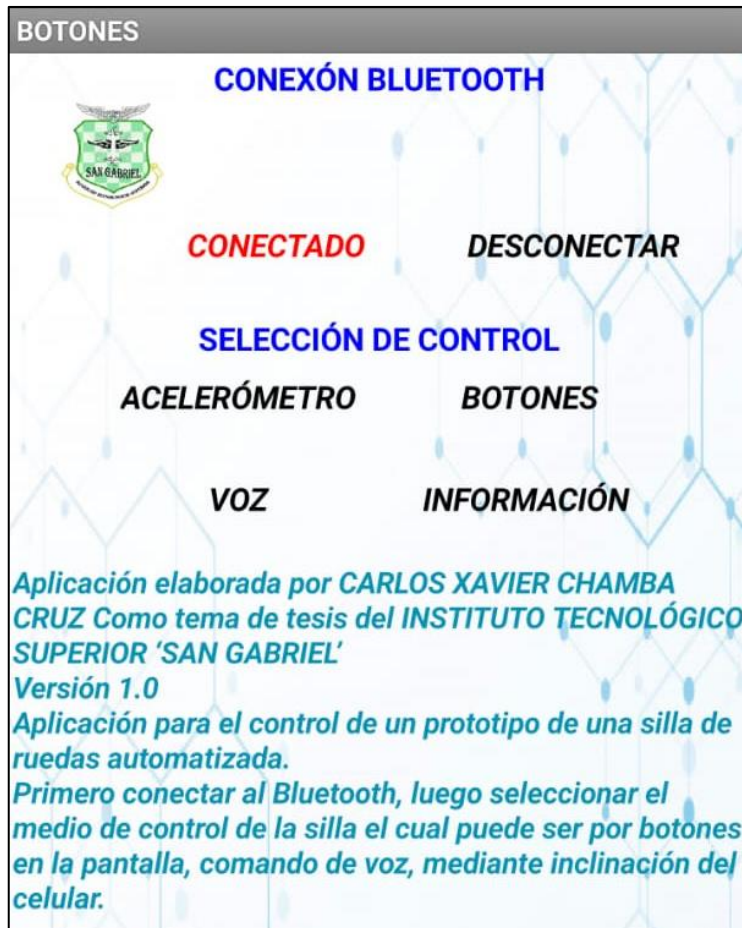 BOTONES
CONEXÓN BLUETOOTH
SAN GABRIEL
CONECTADO DESCONECTAR
SELECCIÓN DE CONTROL
ACELERÓMETRO BOTONES
VOZ INFORMACIÓN
Aplicación elaborada por CARLOS XAVIER CHAMBA
CRUZ Como tema de tesis del INSTITUTO TECNOLÓGICO
SUPERIOR ‘SAN GABRIEL’
Versión 1.0
Aplicación para el control de un prototipo de una silla de
ruedas automatizada.
Primero conectar al Bluetooth, luego seleccionar el
medio de control de la silla el cual puede ser por botones
en la pantalla, comando de voz, mediante inclinación del
celular.